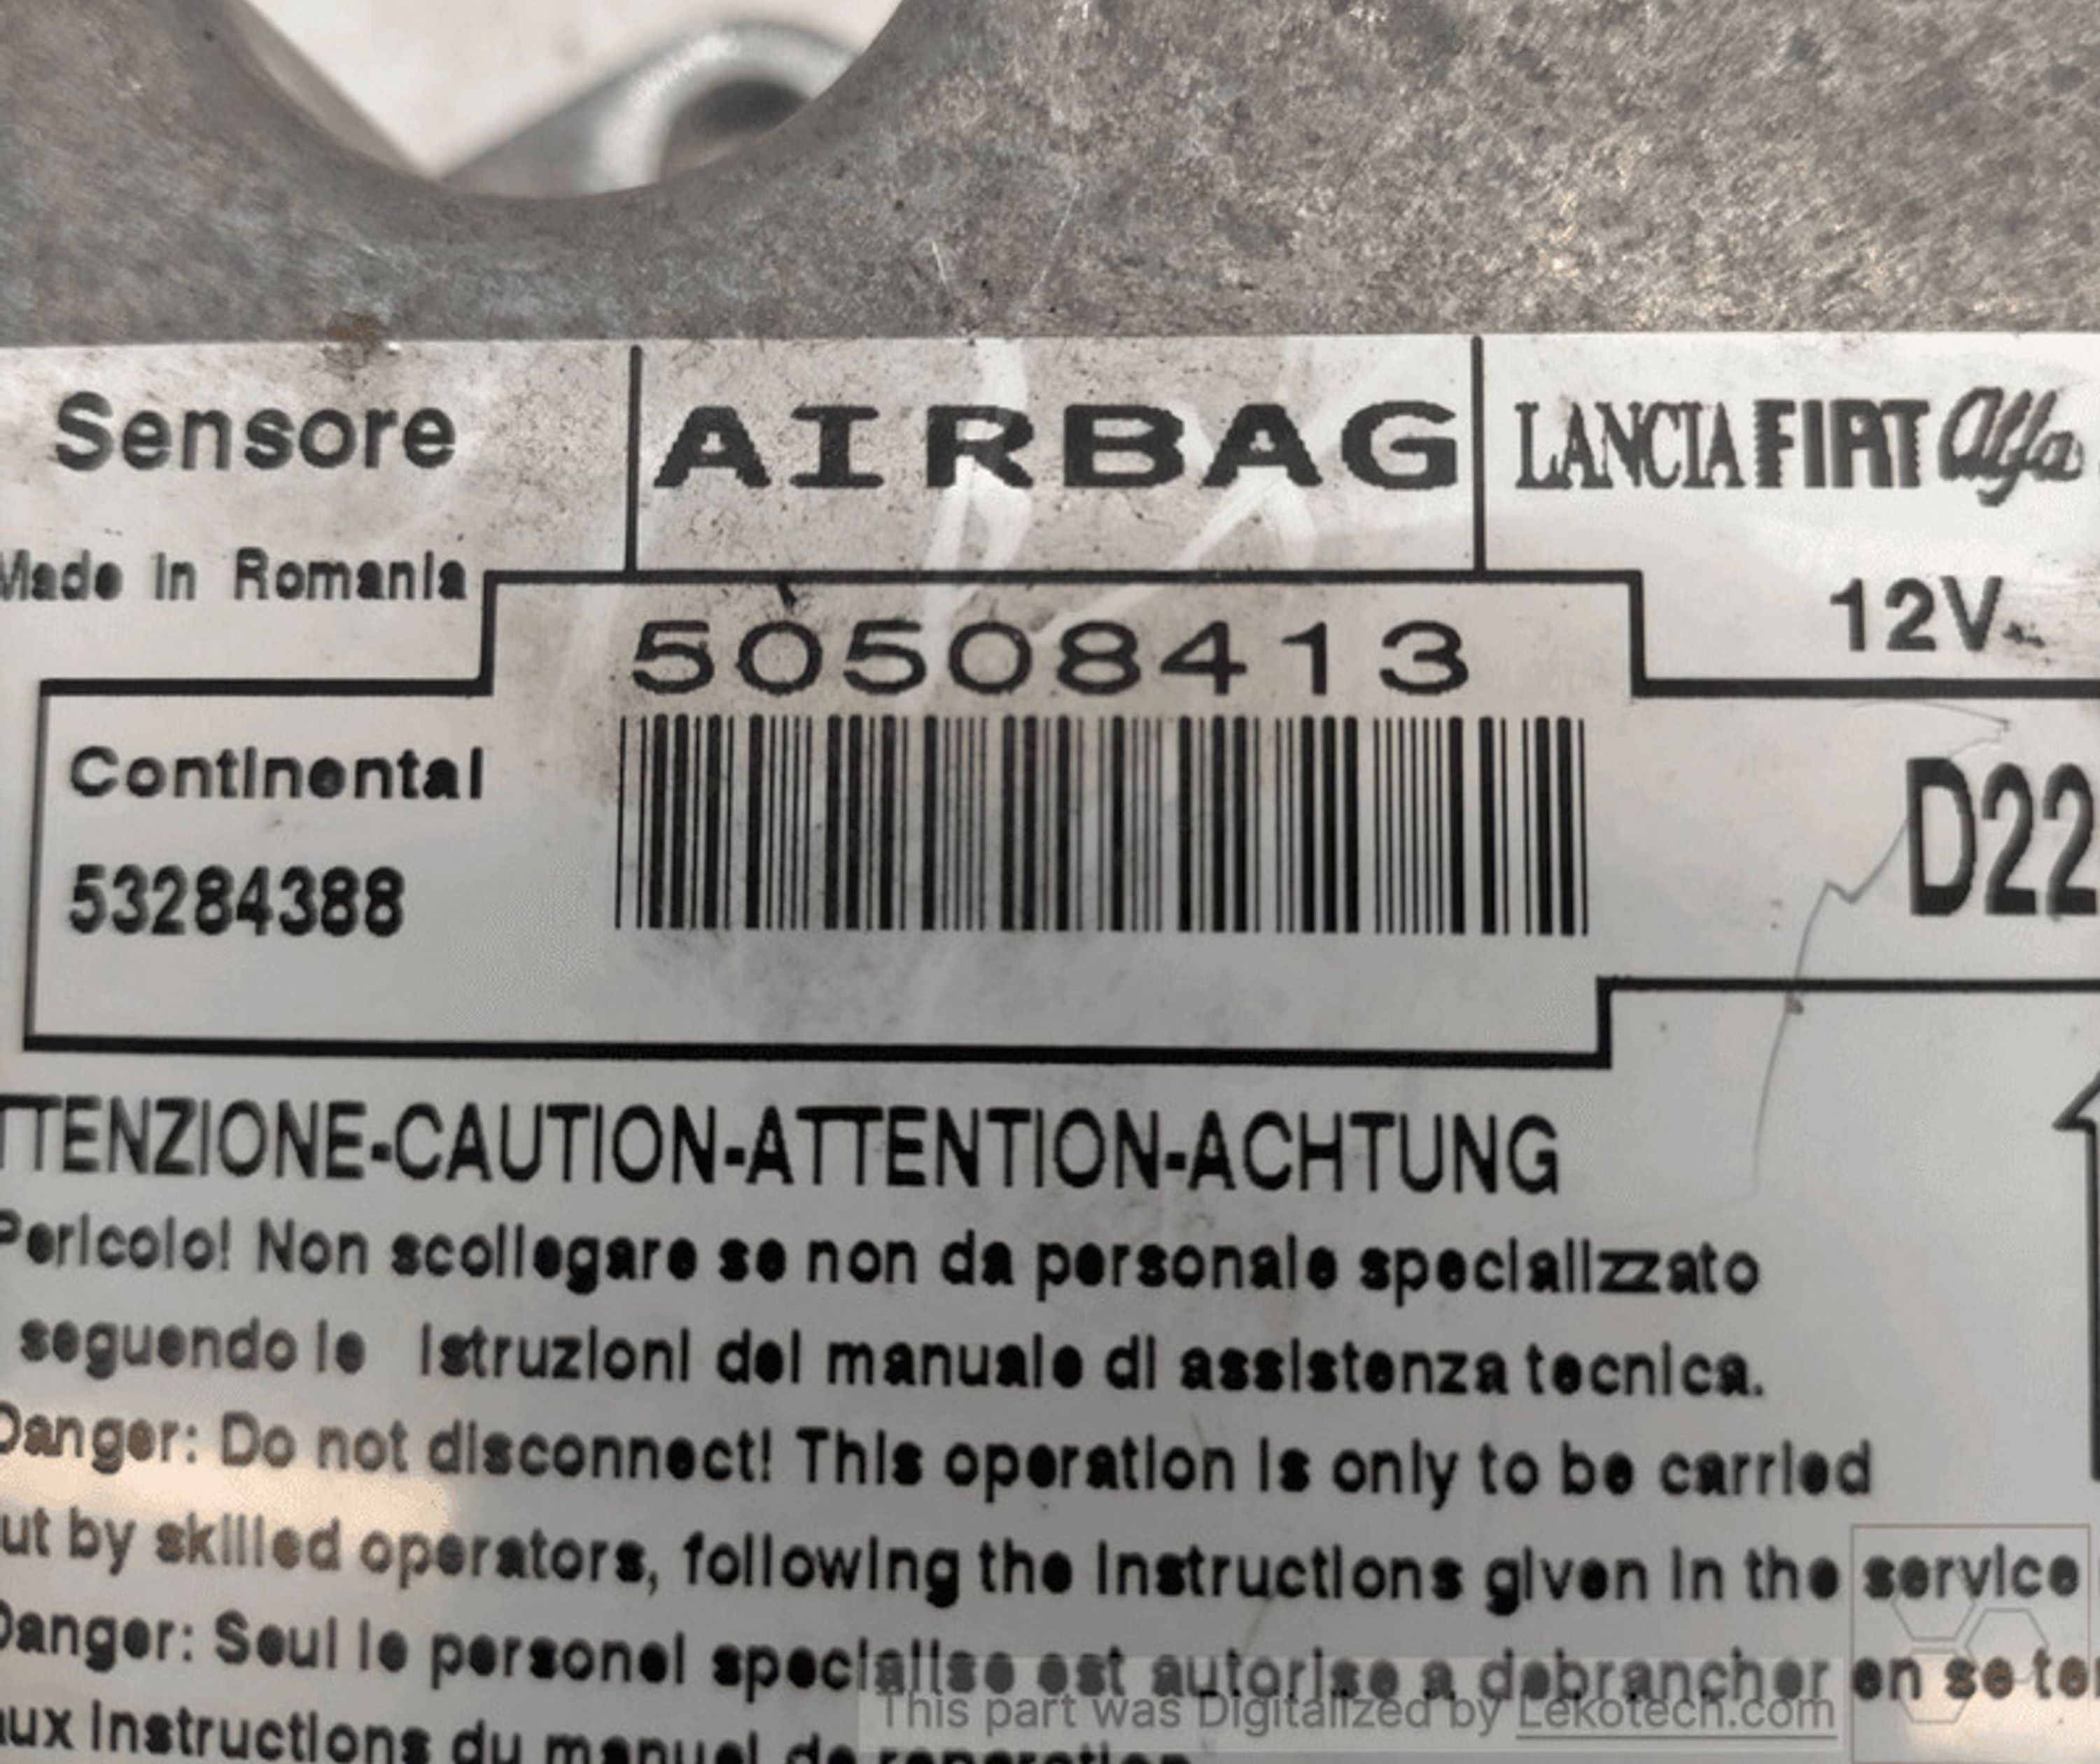 Sensore
AIRBAG
LANCIA FIAT Alfa
Made in Romania
12V
50508413
Continental
53284388
D22
TTENZIONE-CAUTION-ATTENTION-ACHTUNG
Pericolo! Non scollegare se non da personale specializzato
seguendo le istruzioni del manuale di assistenza tecnica.
Danger: Do not disconnect! This operation is only to be carried
ut by skilled operators, following the instructions given in the service
Danger: Seul le personel specialise est autorise a debrancher en se te
aux instructions du manuel de reparation
This part was Digitalized by Lekotech.com